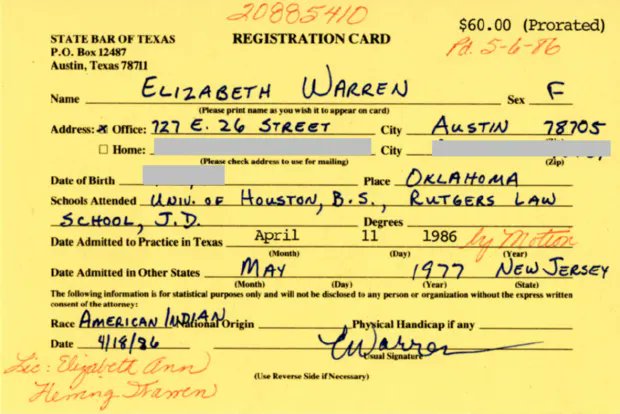 20885410
$60.00 (Prorated)
STATE BAR OF TEXAS REGISTRATION CARD Pd. 5-6-86
P.O. Box 12487
Austin, Texas 78711
Name ELIZABETH WARREN Sex F
(Please print name as you wish it to appear on card)
Address: Office: 727 E. 26 STREET City AUSTIN 78705
Home: City
(Please check address to use for mailing) (Zip)
Date of Birth Place OKLAHOMA
Schools Attended UNIV. OF HOUSTON, B.S., RUTGERS LAW
SCHOOL, J.D. Degrees
Date Admitted to Practice in Texas April 11 1986 by Motion
(Month) (Day) (Year)
Date Admitted in Other States MAY 1977 NEW JERSEY
(Month) (Day) (Year) (State)
The following information is for statistical purposes only and will not be disclosed to any person or organization without the express written
consent of the attorney:
Race AMERICAN INDIAN National Origin Physical Handicap if any
Date 4/18/86 EWarren
Usual Signature
Lic: Elizabeth Ann
Herring Warren
(Use Reverse Side if Necessary)